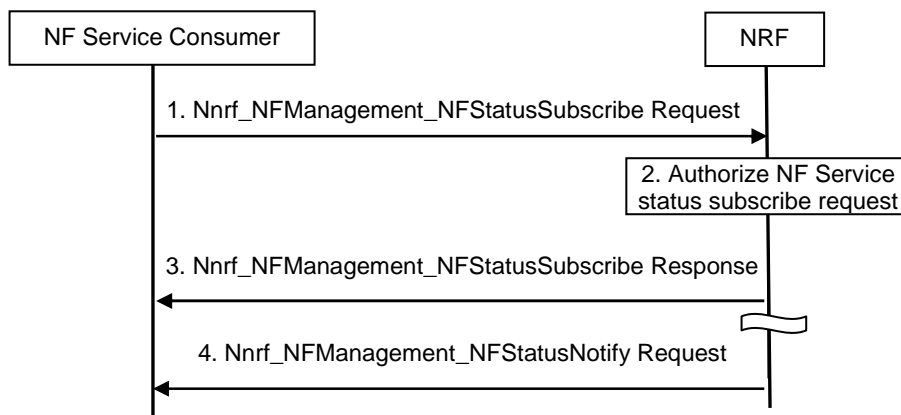 NF Service Consumer
NRF
1. Nnrf_NFManagement_NFStatusSubscribe Request
2. Authorize NF Service
status subscribe request
3. Nnrf_NFManagement_NFStatusSubscribe Response
4. Nnrf_NFManagement_NFStatusNotify Request